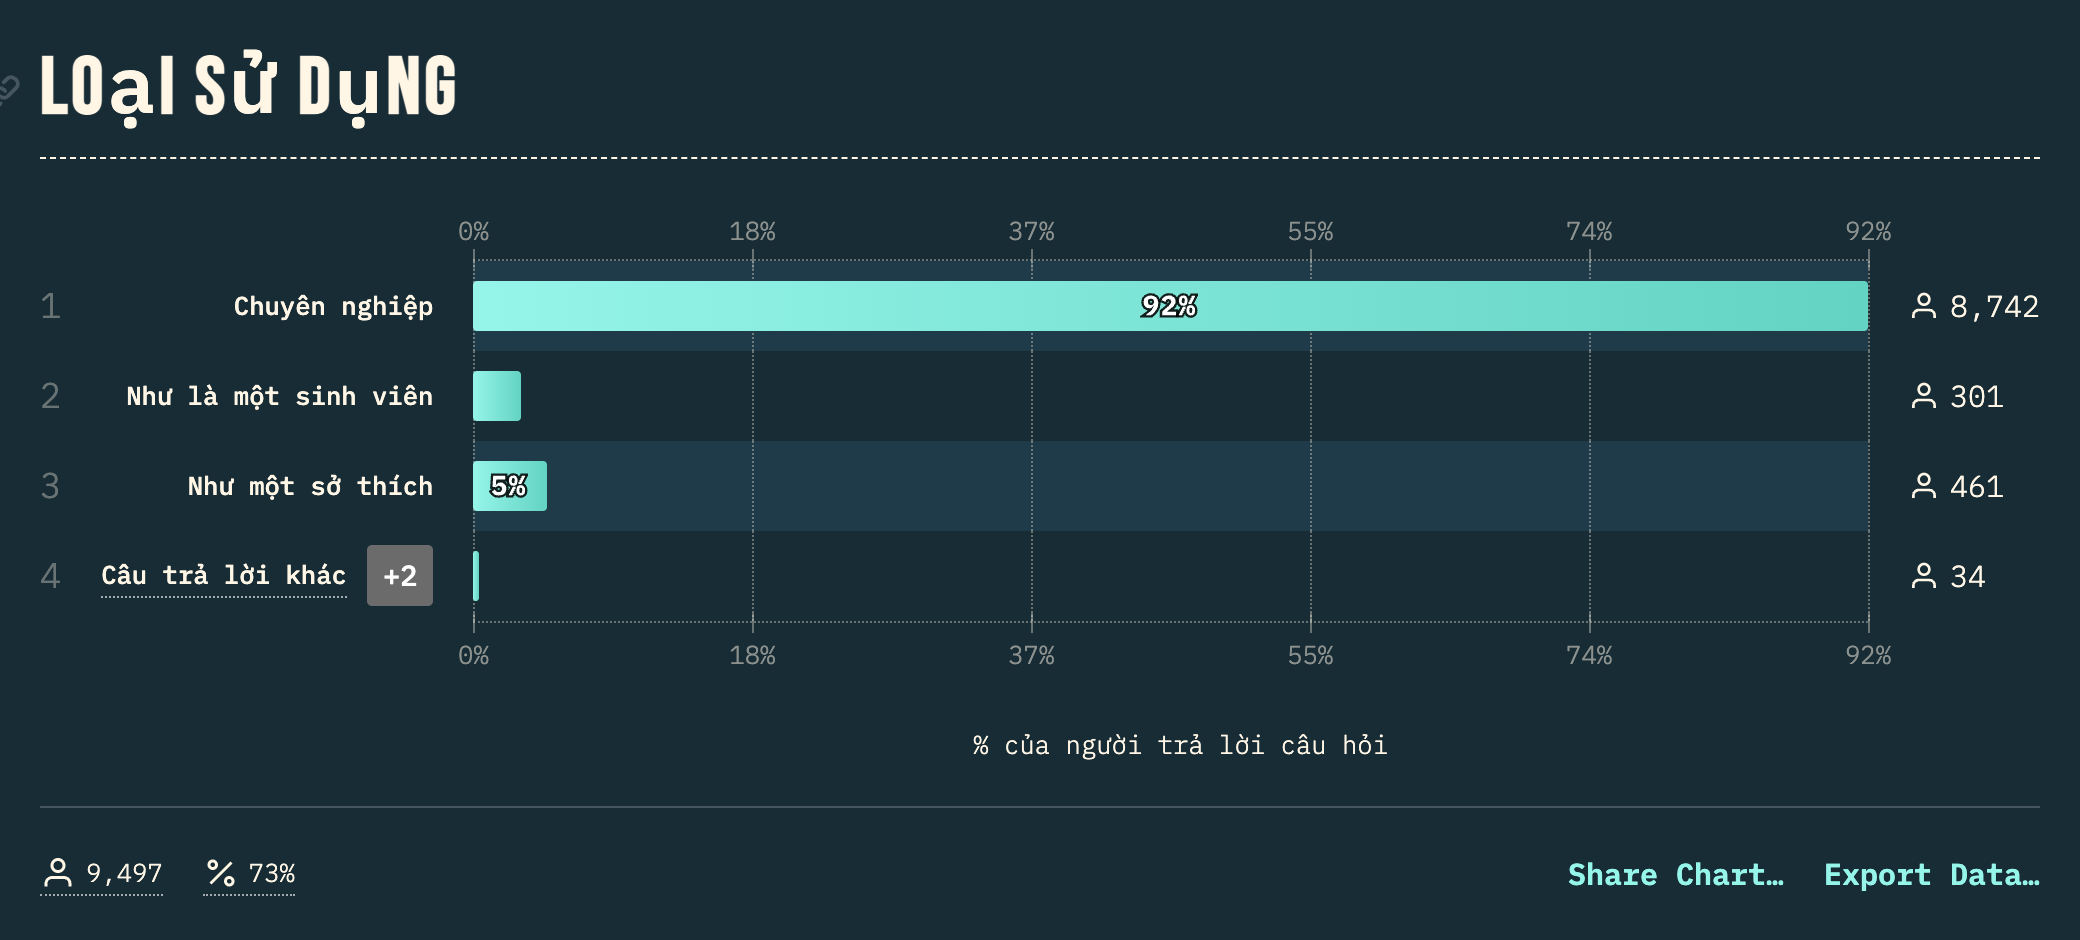 Loại Sử Dụng
0% 18% 37% 55% 74% 92%
1 Chuyên nghiệp 92% 8,742
2 Như là một sinh viên 301
3 Như một sở thích 5% 461
4 Câu trả lời khác +2 34
0% 18% 37% 55% 74% 92%
% của người trả lời câu hỏi
9,497 % 73% Share Chart… Export Data…